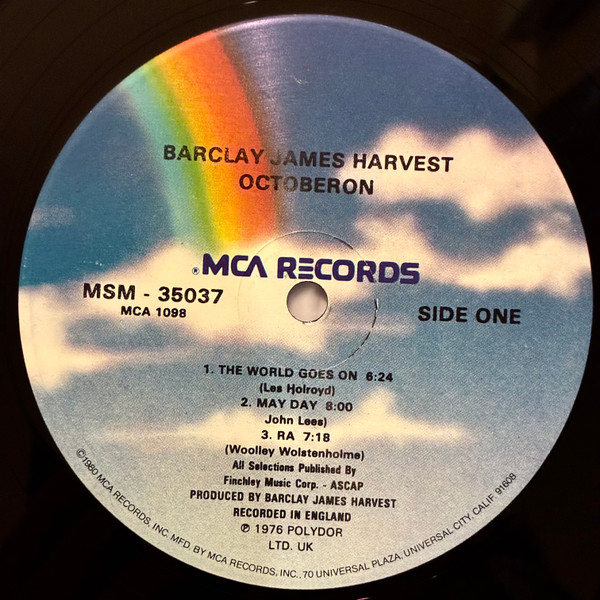 BARCLAY JAMES HARVEST
OCTOBERON
®MCA RECORDS
MSM - 35037
MCA 1098
SIDE ONE
1. THE WORLD GOES ON 6:24
(Les Holroyd)
2. MAY DAY 8:00
John Lees)
3. RA 7:18
(Woolley Wolstenholme)
All Selections Published By
Finchley Music Corp. - ASCAP
PRODUCED BY BARCLAY JAMES HARVEST
RECORDED IN ENGLAND
℗ 1976 POLYDOR
LTD. UK
©1980 MCA RECORDS, INC. MFD. BY MCA RECORDS, INC., 70 UNIVERSAL PLAZA, UNIVERSAL CITY, CALIF. 91608